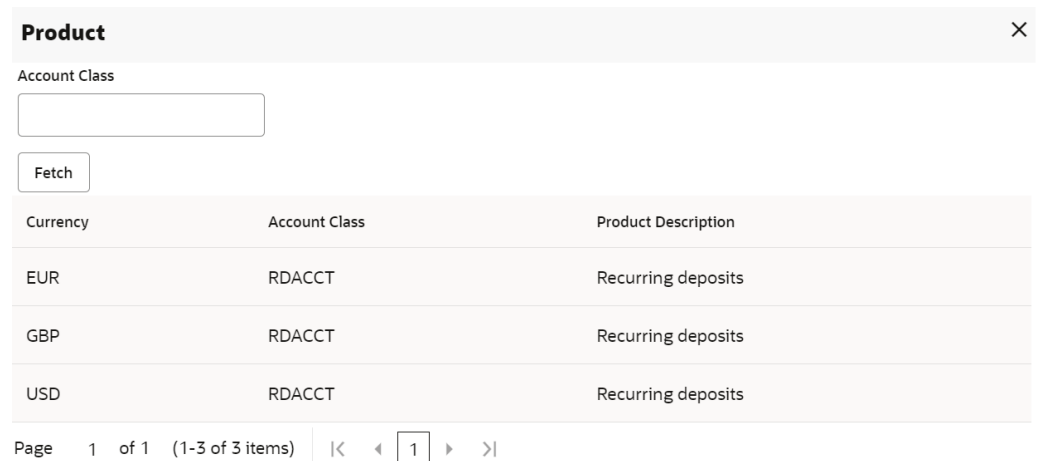 Product
Account Class
Fetch
Currency Account Class Product Description
EUR RDACCT Recurring deposits
GBP RDACCT Recurring deposits
USD RDACCT Recurring deposits
Page 1 of 1 (1-3 of 3 items) 1